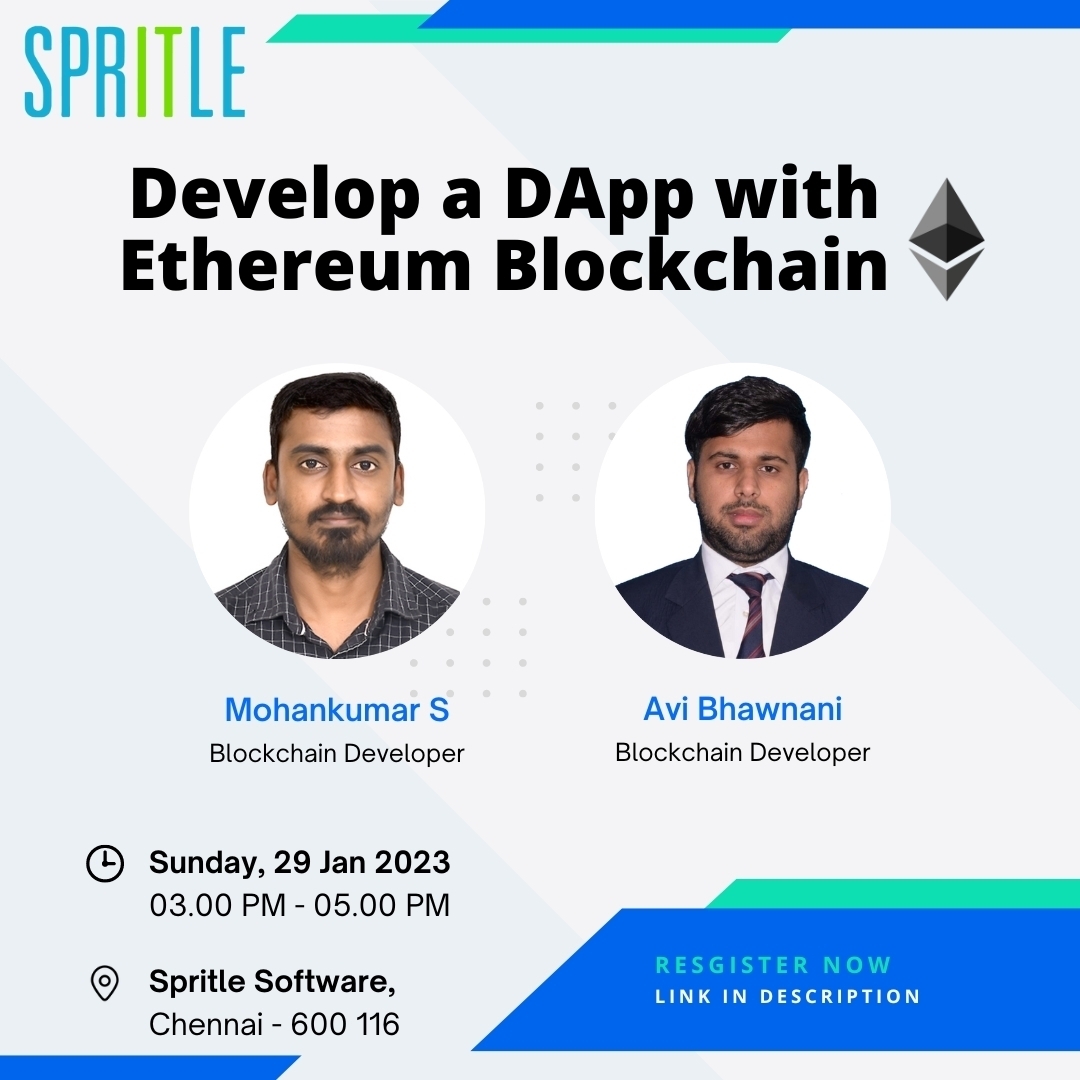 SPRITLE
Develop a DApp with
Ethereum Blockchain
Mohankumar S
Blockchain Developer
Avi Bhawnani
Blockchain Developer
Sunday, 29 Jan 2023
03.00 PM - 05.00 PM
Spritle Software,
Chennai - 600 116
RESGISTER NOW
LINK IN DESCRIPTION